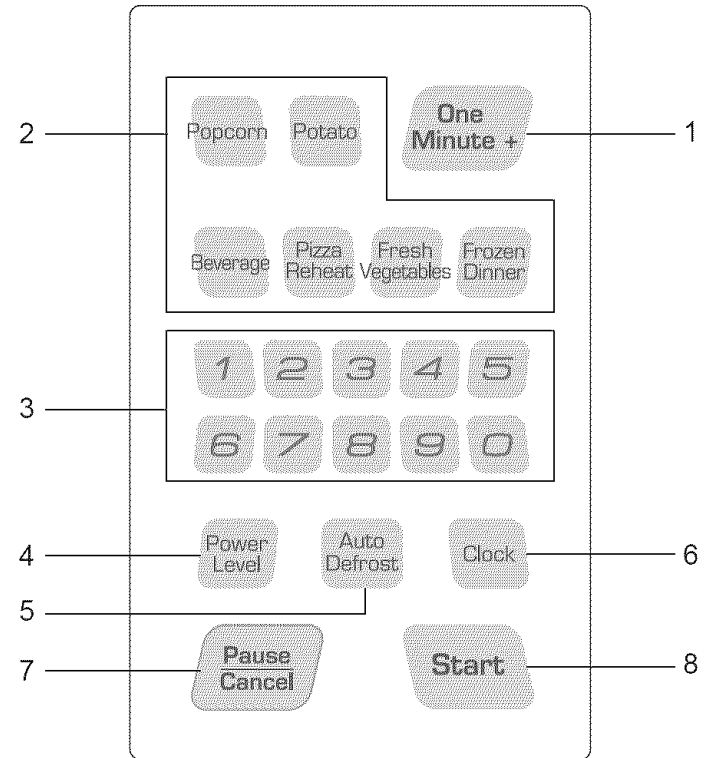 2
Popcorn
Potato
One
Minute +
1
Beverage
Pizza
Reheat
Fresh
Vegetables
Frozen
Dinner
3
1 2 3 4 5
6 7 8 9 0
4
Power
Level
Auto
Defrost
Clock
6
5
7
Pause
Cancel
Start
8